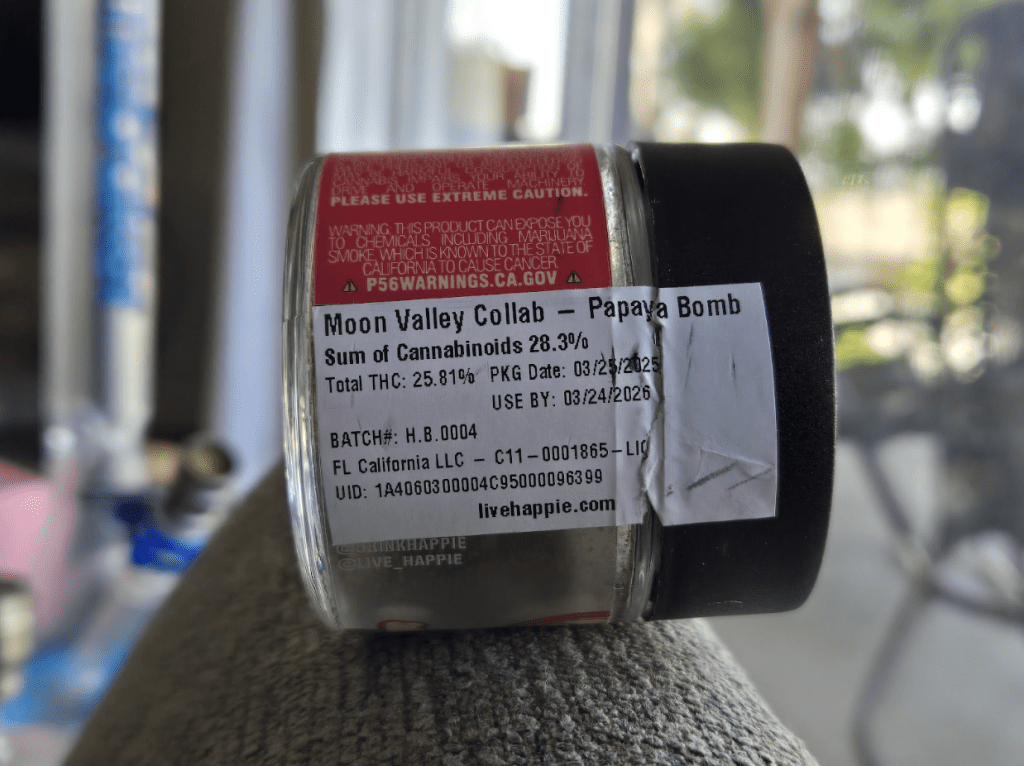 DRIVE AND OPERATE MACHINERY.
PLEASE USE EXTREME CAUTION.
WARNING: THIS PRODUCT CAN EXPOSE YOU
TO CHEMICALS INCLUDING MARIJUANA
SMOKE, WHICH IS KNOWN TO THE STATE OF
CALIFORNIA TO CAUSE CANCER
P65WARNINGS.CA.GOV
Moon Valley Collab – Papaya Bomb
Sum of Cannabinoids 28.3%
Total THC: 25.81% PKG Date: 03/25/2025
USE BY: 03/24/2026
BATCH#: H.B.0004
FL California LLC – C11–0001865–LIC
UID: 1A4060300004C95000096399
livehappie.com
@DRINKHAPPIE
@LIVE_HAPPIE